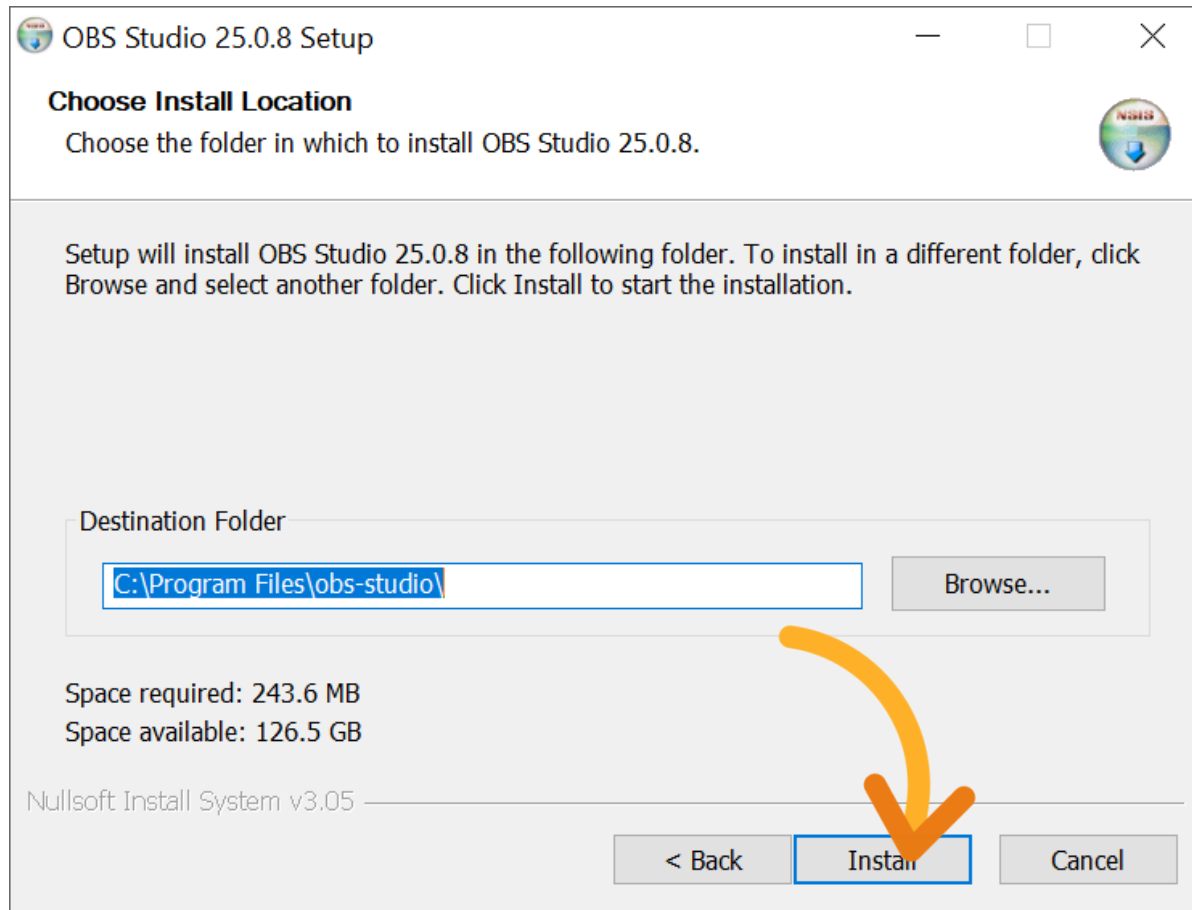 OBS Studio 25.0.8 Setup
Choose Install Location
Choose the folder in which to install OBS Studio 25.0.8.
NSIS
Setup will install OBS Studio 25.0.8 in the following folder. To install in a different folder, click
Browse and select another folder. Click Install to start the installation.
Destination Folder
C:\Program Files\obs-studio\
Browse...
Space required: 243.6 MB
Space available: 126.5 GB
Nullsoft Install System v3.05
< Back
Install
Cancel